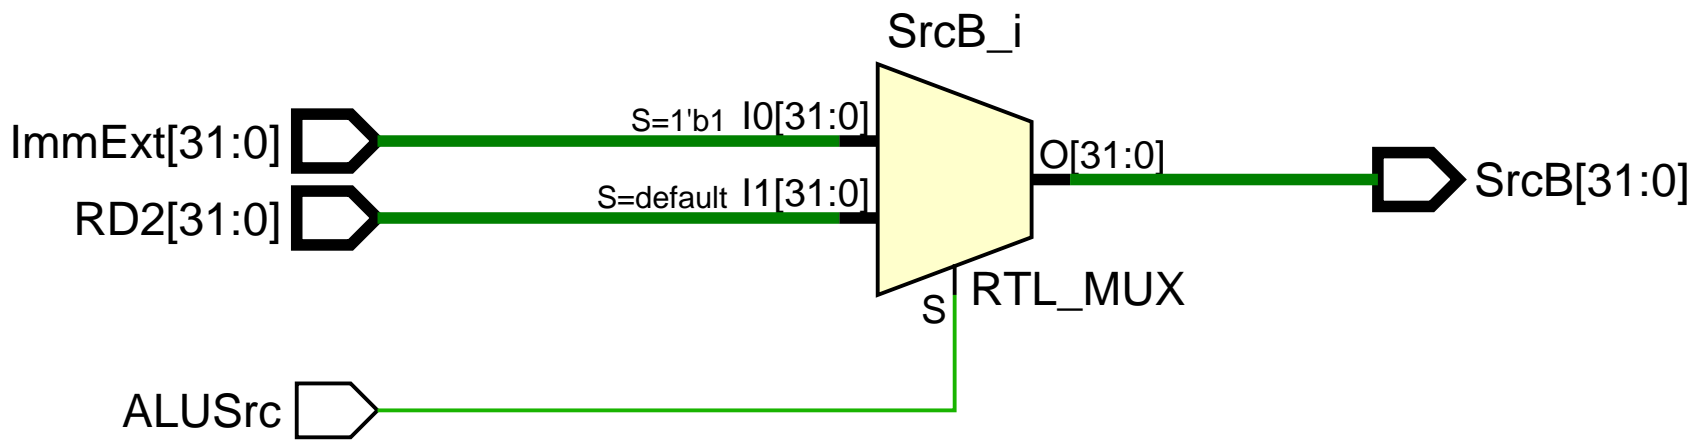 SrcB_i
S=1'b1 I0[31:0]
ImmExt[31:0]
O[31:0]
S=default I1[31:0]
SrcB[31:0]
RD2[31:0]
RTL_MUX
S
ALUSrc